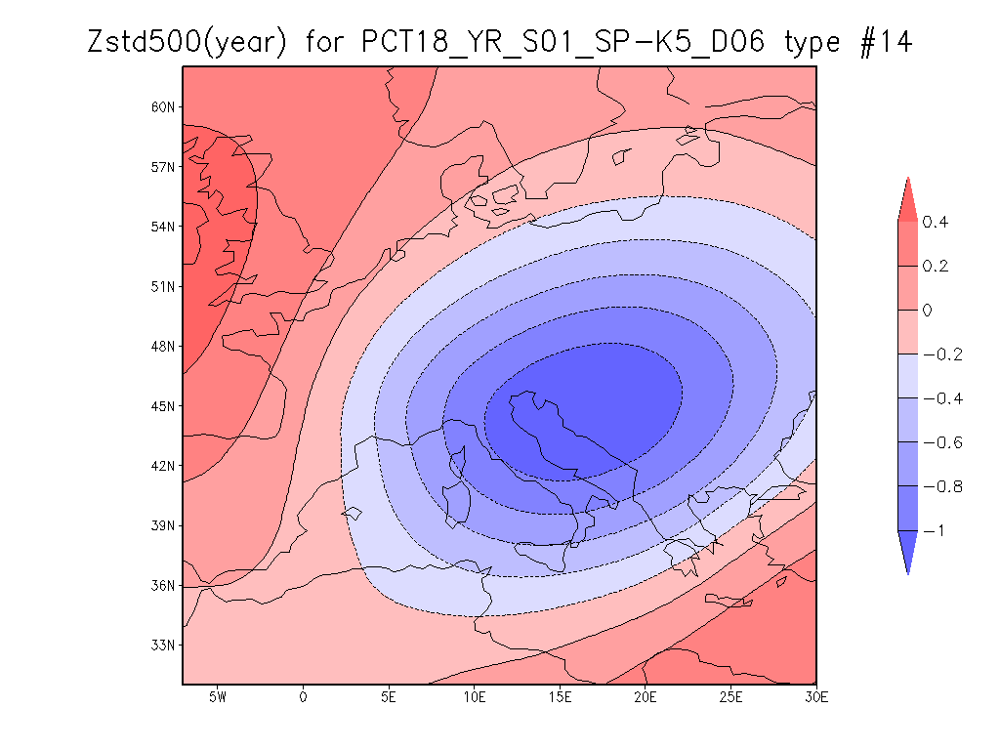 Zstd500(year) for PCT18_YR_S01_SP-K5_D06 type #14
60N
57N
54N
51N
48N
45N
42N
39N
36N
33N
5W 0 5E 10E 15E 20E 25E 30E
0.4
0.2
0
-0.2
-0.4
-0.6
-0.8
-1